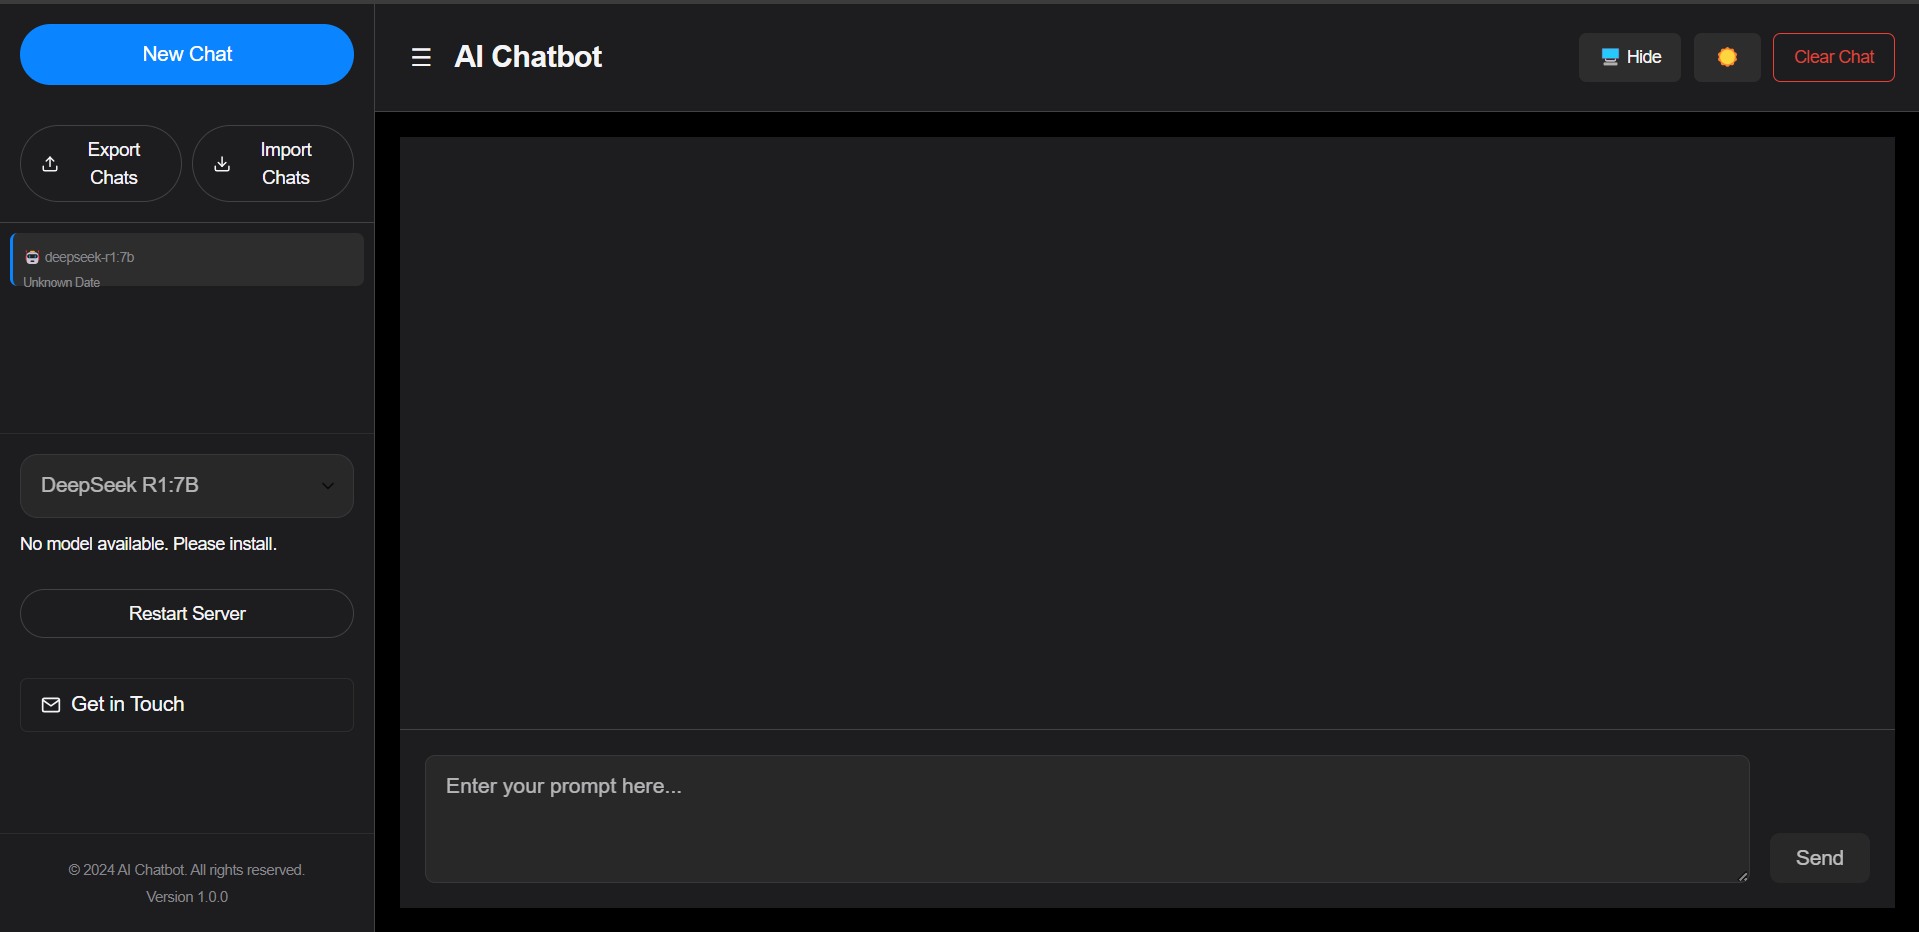 New Chat
Export
Chats
Import
Chats
deepseek-r1:7b
Unknown Date
DeepSeek R1:7B
No model available. Please install.
Restart Server
Get in Touch
© 2024 AI Chatbot. All rights reserved.
Version 1.0.0
AI Chatbot
Hide
Clear Chat
Enter your prompt here...
Send